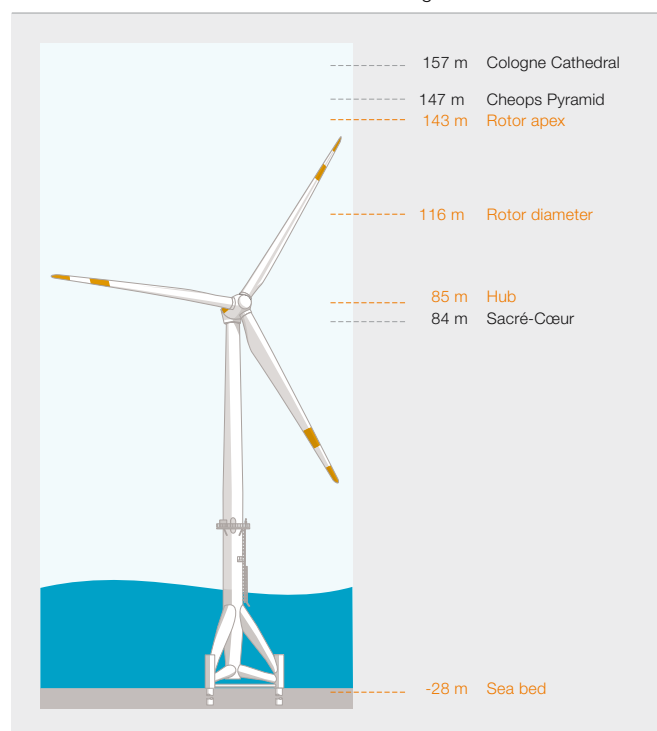 157 m Cologne Cathedral
147 m Cheops Pyramid
143 m Rotor apex
116 m Rotor diameter
85 m Hub
84 m Sacré-Cœur
-28 m Sea bed